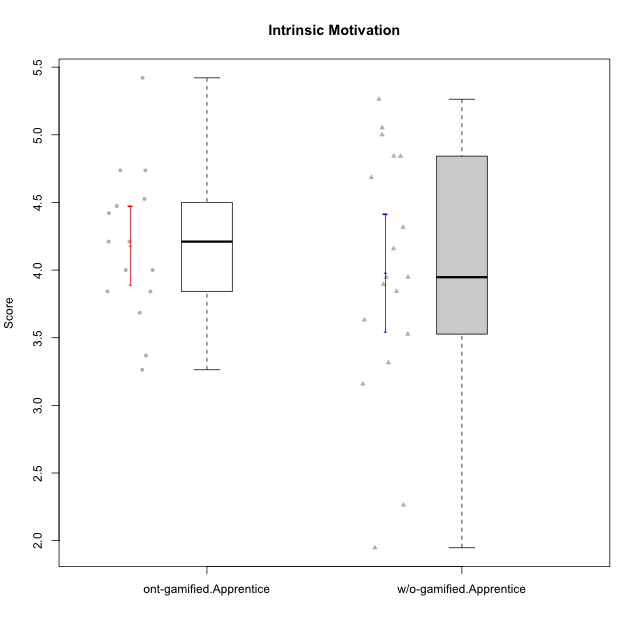 Intrinsic Motivation
Score
5.5
5.0
4.5
4.0
3.5
3.0
2.5
2.0
ont-gamified.Apprentice
w/o-gamified.Apprentice